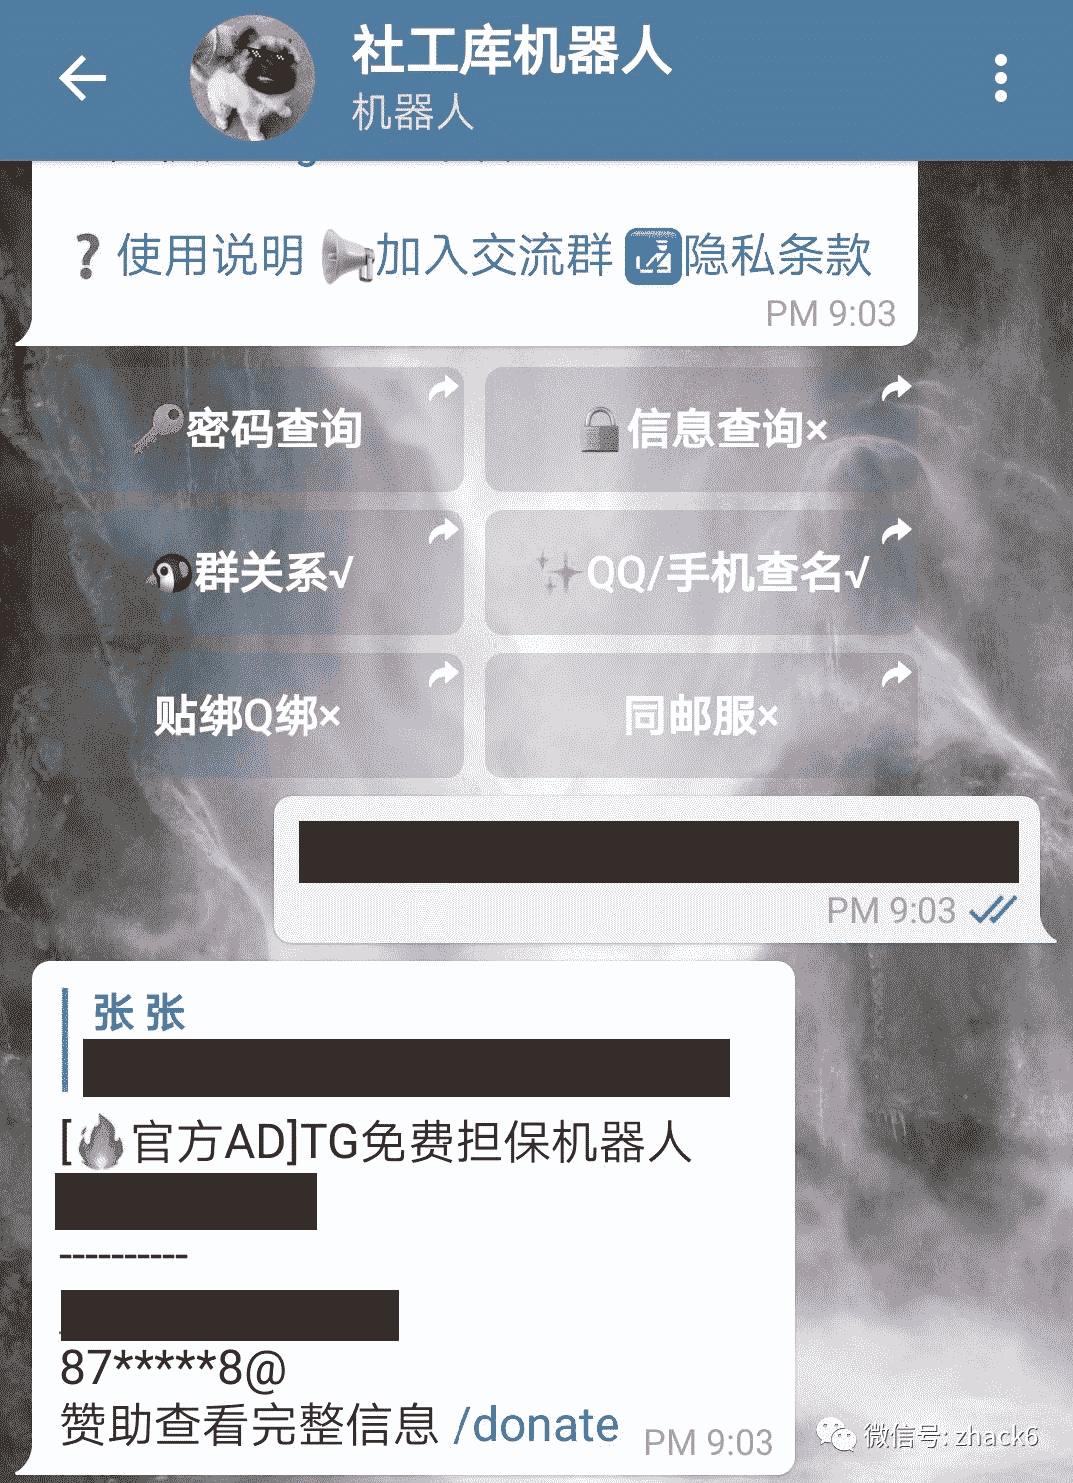 社工库机器人
机器人
使用说明 加入交流群 隐私条款
PM 9:03
密码查询
信息查询×
群关系√
QQ/手机查名√
贴绑Q绑×
同邮服×
PM 9:03
张 张
[🔥官方AD]TG免费担保机器人
----------
87*****8@
赞助查看完整信息 /donate
PM 9:03
微信号: zhack6